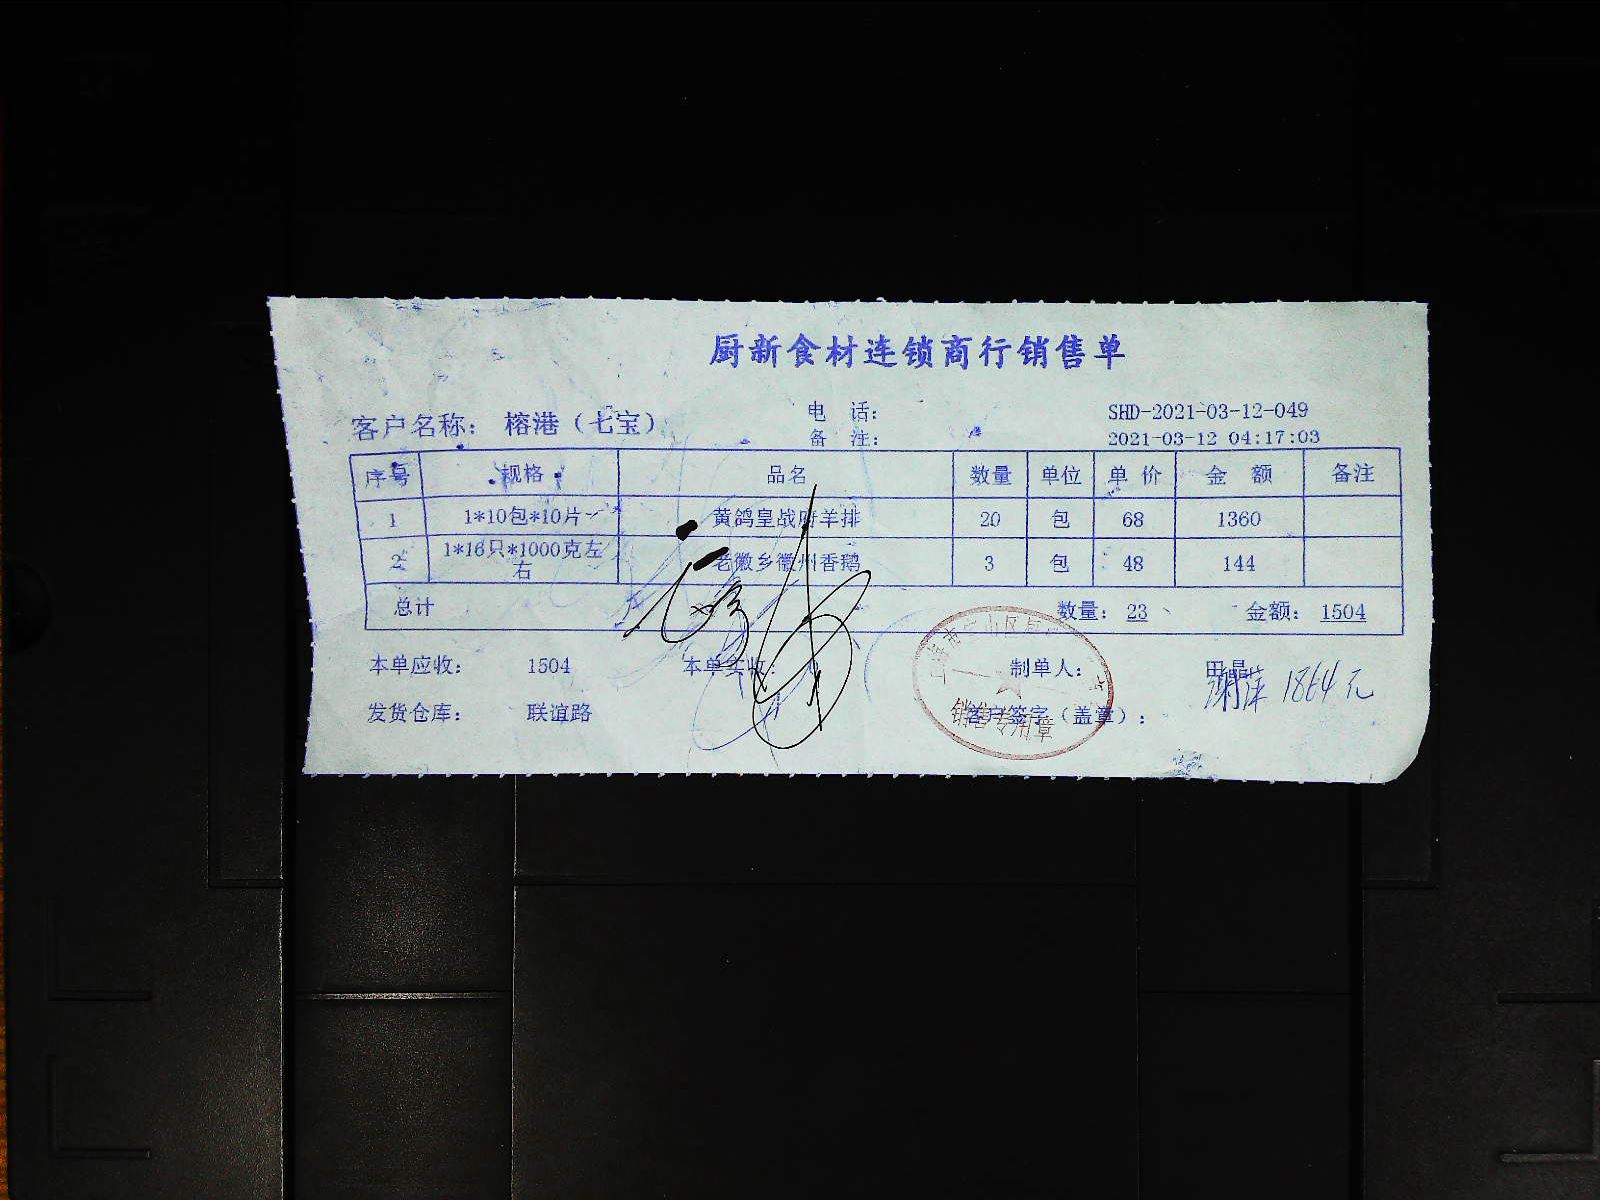 厨新食材连锁商行销售单
客户名称： 榕港（七宝） 电 话： SHD-2021-03-12-049
备 注： 2021-03-12 04:17:03
序号 规格 品名 数量 单位 单 价 金 额 备注
1 1*10包*10片 黄鸽皇战府羊排 20 包 68 1360
2 1*16只*1000克左右 老徽乡徽州香鹅 3 包 48 144
总计 数量：23 金额：1504
本单应收： 1504 本单实收： 制单人： 田晶
1864元
发货仓库： 联谊路 客户签字（盖章）：
销售专用章